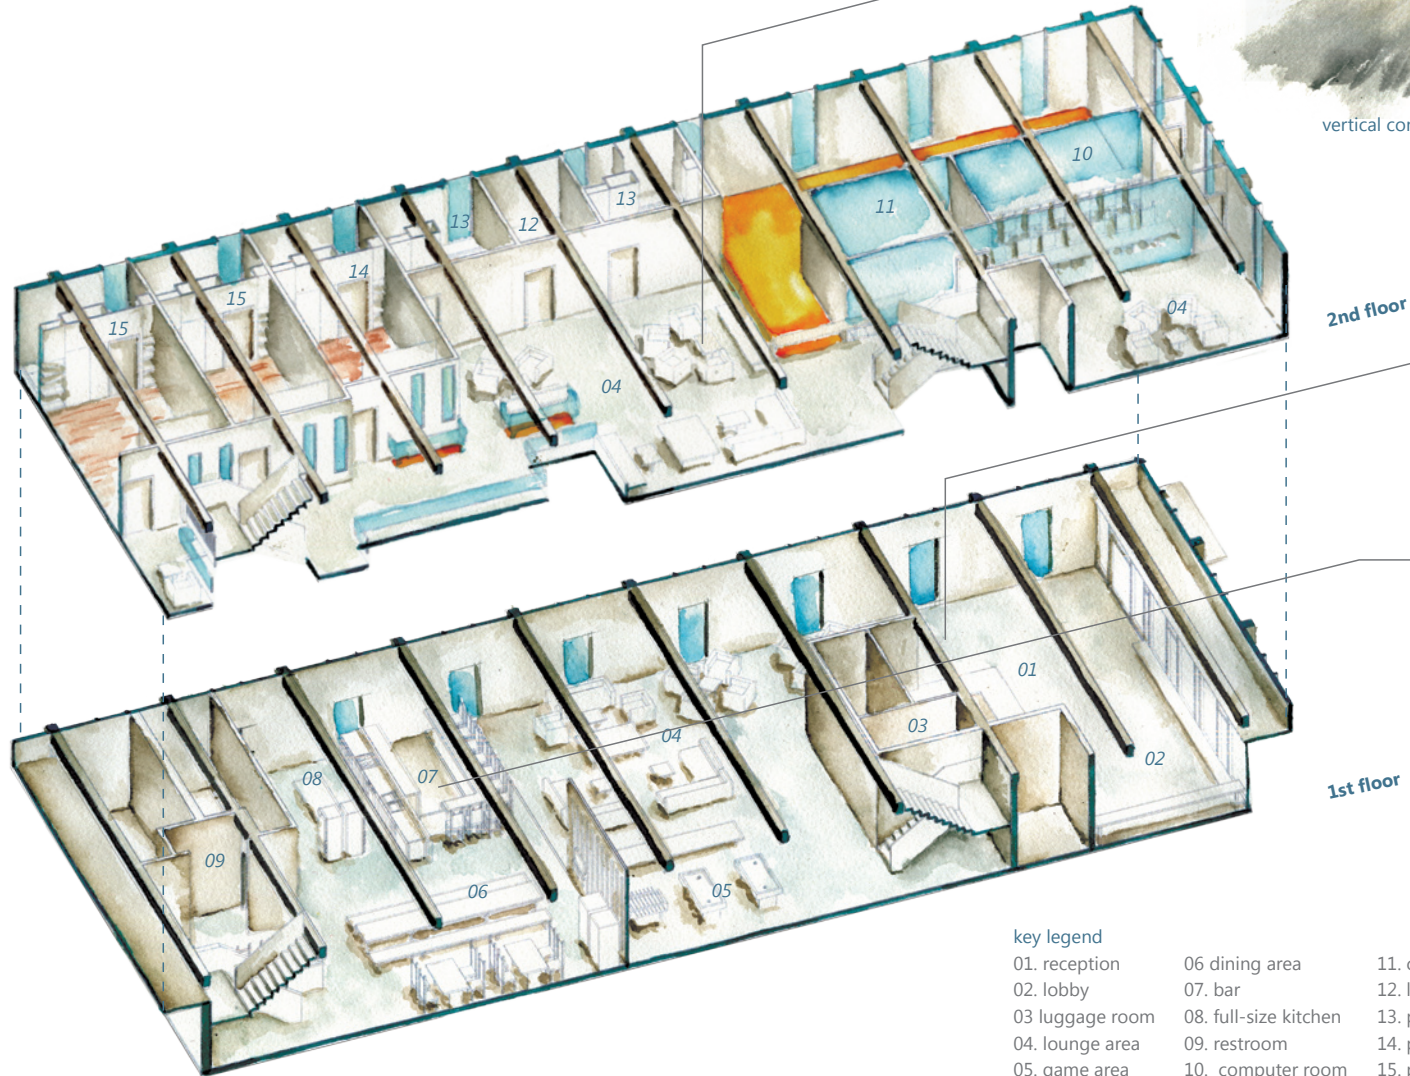 vertical
10
13
11
13
12
14
15
15
04
04
2nd floor
01
03
02
04
07
08
1st floor
09
06
05
key legend
01. reception 06 dining area 11.
02. lobby 07. bar 12.
03 luggage room 08. full-size kitchen 13.
04. lounge area 09. restroom 14.
05. game area 10. computer room 15.